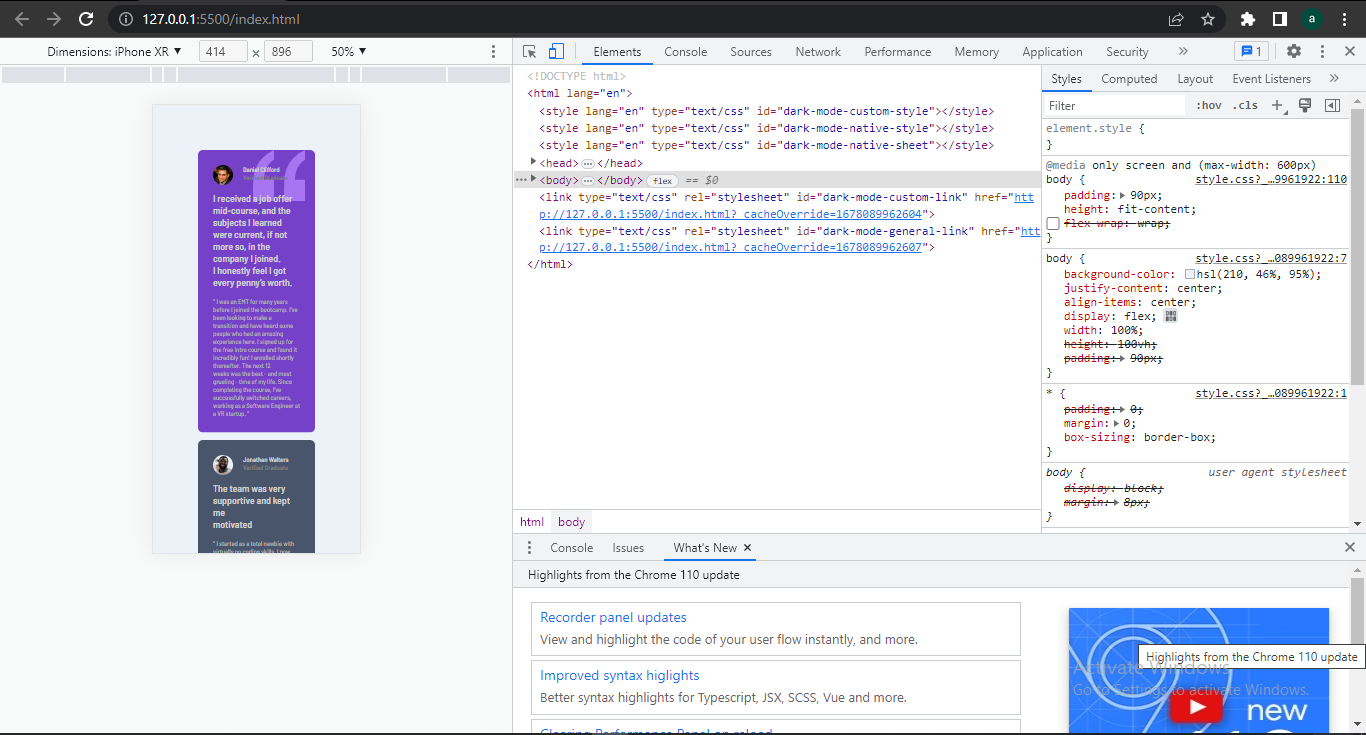 127.0.0.1:5500/index.html
a
Dimensions: iPhone XR ▼ 414 × 896 50% ▼
Daniel Clifford
I received a job offer
mid-course, and the
subjects I learned
were current, if not
more so, in the
company I joined.
I honestly feel I got
every penny's worth.
" I was an EMT for many years
before I joined the bootcamp. I've
been looking to make a
transition and have heard some
people who had an amazing
experience here. I signed up for
the free intro course and found it
incredibly fun! I enrolled shortly
thereafter. The next 12
weeks was the best - and most
grueling - time of my life. Since
completing the course, I've
successfully switched careers,
working as a Software Engineer at
a VR startup. "
Jonathan Walters
Verified Graduate
The team was very
supportive and kept
me
motivated
" I started as a total newbie with
virtually no coding skills. I now
Elements Console Sources Network Performance Memory Application Security » 1
<!DOCTYPE html>
<html lang="en">
<style lang="en" type="text/css" id="dark-mode-custom-style"></style>
<style lang="en" type="text/css" id="dark-mode-native-style"></style>
<style lang="en" type="text/css" id="dark-mode-native-sheet"></style>
<head> … </head>
<body> … </body> flex == $0
<link type="text/css" rel="stylesheet" id="dark-mode-custom-link" href="htt
p://127.0.0.1:5500/index.html?_cacheOverride=1678089962604">
<link type="text/css" rel="stylesheet" id="dark-mode-general-link" href="htt
p://127.0.0.1:5500/index.html?_cacheOverride=1678089962607">
</html>
html body
Styles Computed Layout Event Listeners »
Filter :hov .cls +
element.style {
}
@media only screen and (max-width: 600px)
body { style.css?_…9961922:110
padding: 90px;
height: fit-content;
flex-wrap: wrap;
}
body { style.css?_…089961922:7
background-color: hsl(210, 46%, 95%);
justify-content: center;
align-items: center;
display: flex;
width: 100%;
height: 100vh;
padding: 90px;
}
* { style.css?_…089961922:1
padding: 0;
margin: 0;
box-sizing: border-box;
}
body { user agent stylesheet
display: block;
margin: 8px;
}
Console Issues What's New ×
Highlights from the Chrome 110 update
Recorder panel updates
View and highlight the code of your user flow instantly, and more.
Improved syntax higlights
Better syntax highlights for Typescript, JSX, SCSS, Vue and more.
Clearing Performance Panel on reload
Highlights from the Chrome 110 update
Activate Windows
Go to Settings to activate Windows.
new